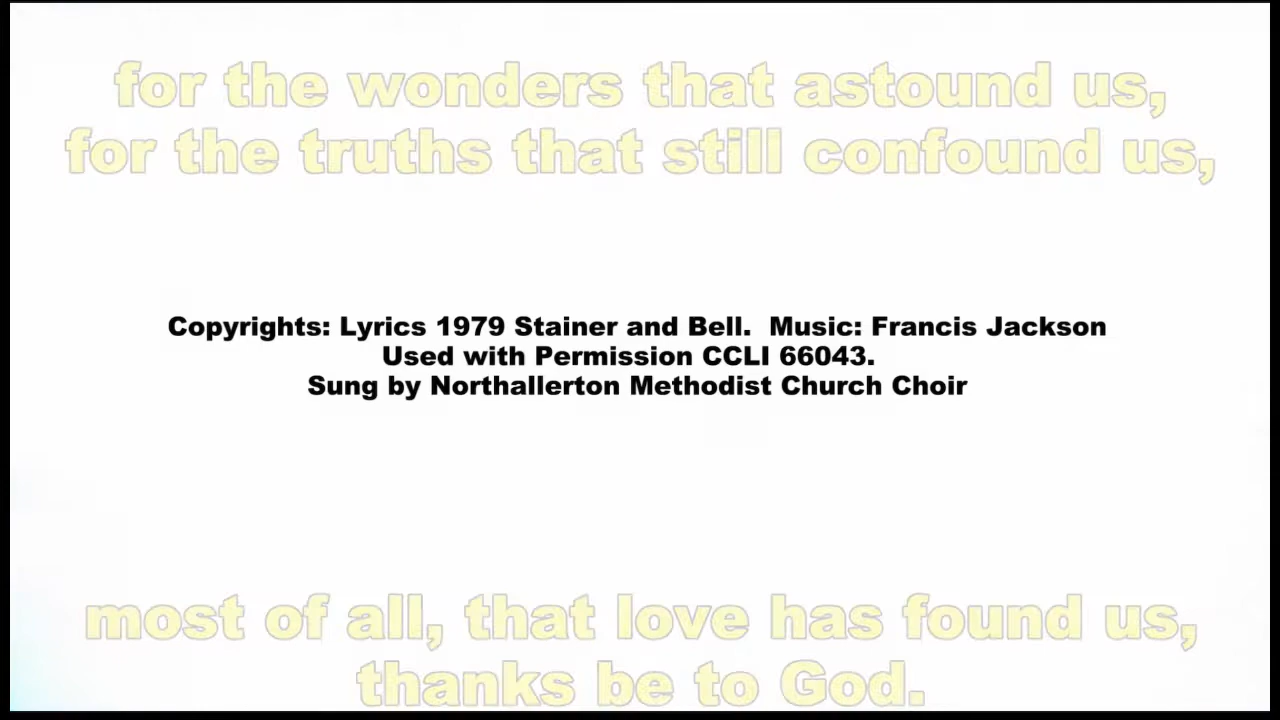 for the wonders that astound us,
for the truths that still confound us,
Copyrights: Lyrics 1979 Stainer and Bell.  Music: Francis Jackson
Used with Permission CCLI 66043.
Sung by Northallerton Methodist Church Choir
most of all, that love has found us,
thanks be to God.